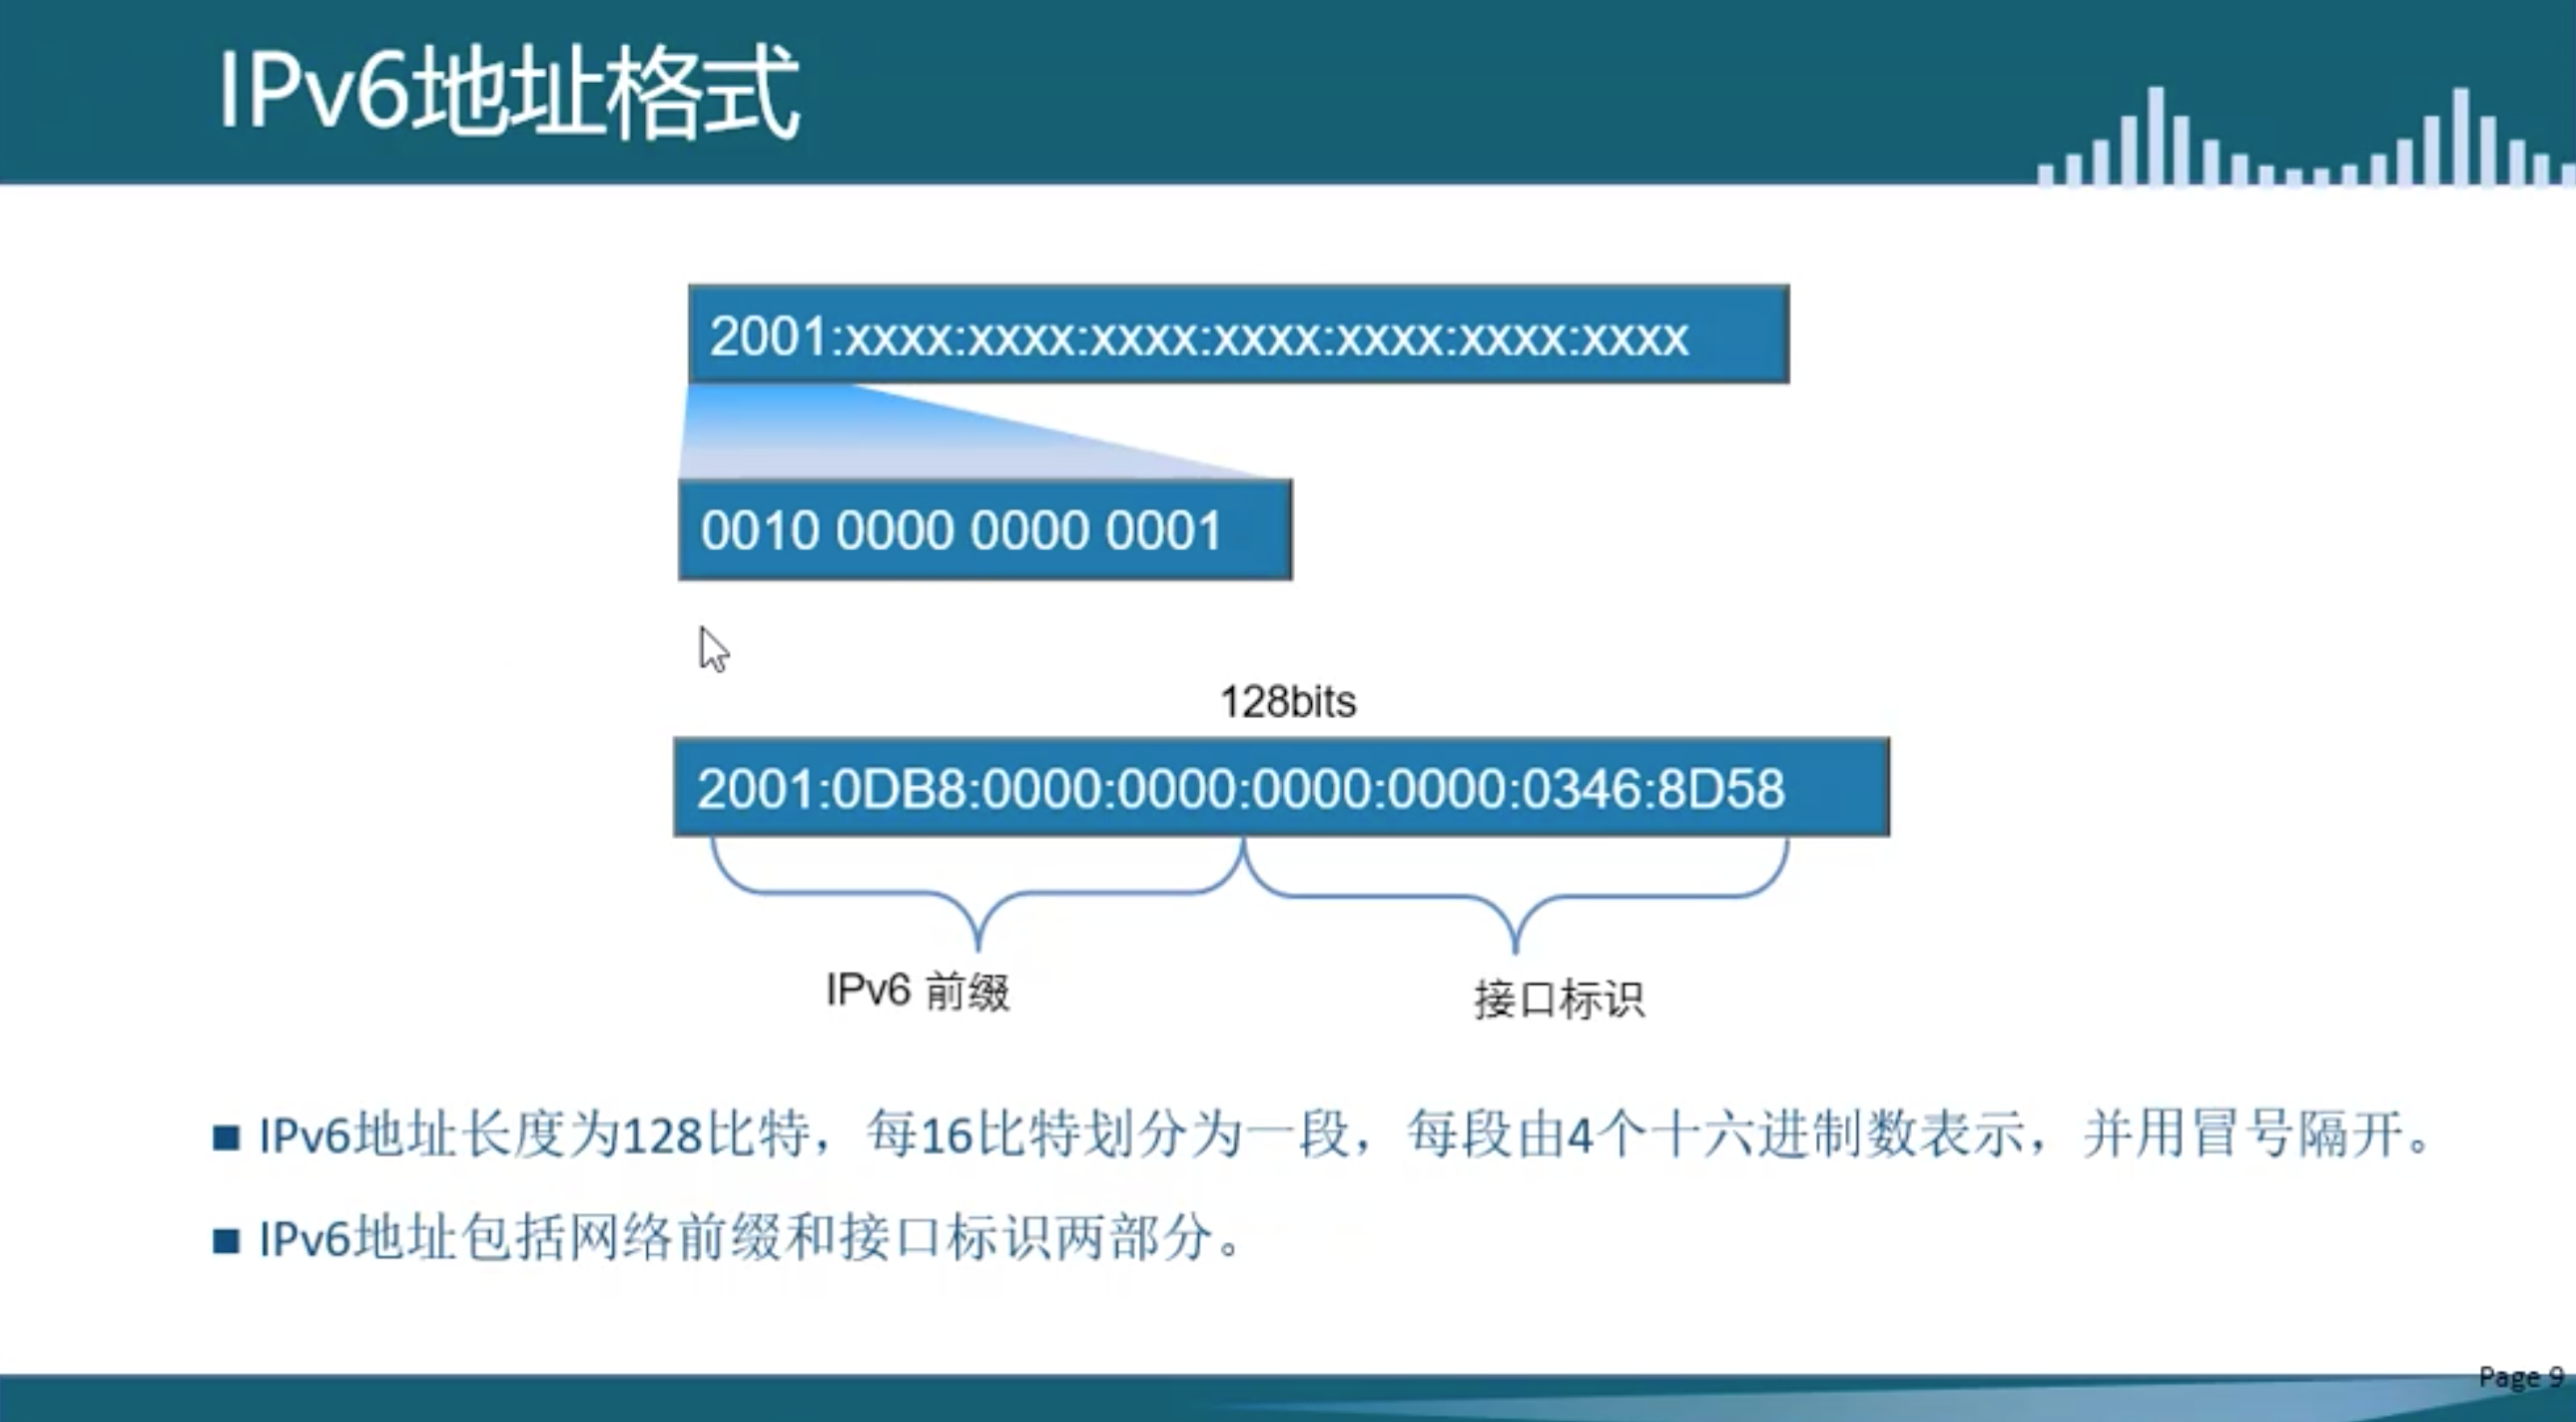 IPv6地址格式
2001:xxxx:xxxx:xxxx:xxxx:xxxx:xxxx:xxxx
0010 0000 0000 0001
128bits
2001:0DB8:0000:0000:0000:0000:0346:8D58
IPv6 前缀
接口标识
■ IPv6地址长度为128比特，每16比特划分为一段，每段由4个十六进制数表示，并用冒号隔开。
■ IPv6地址包括网络前缀和接口标识两部分。
Page 9